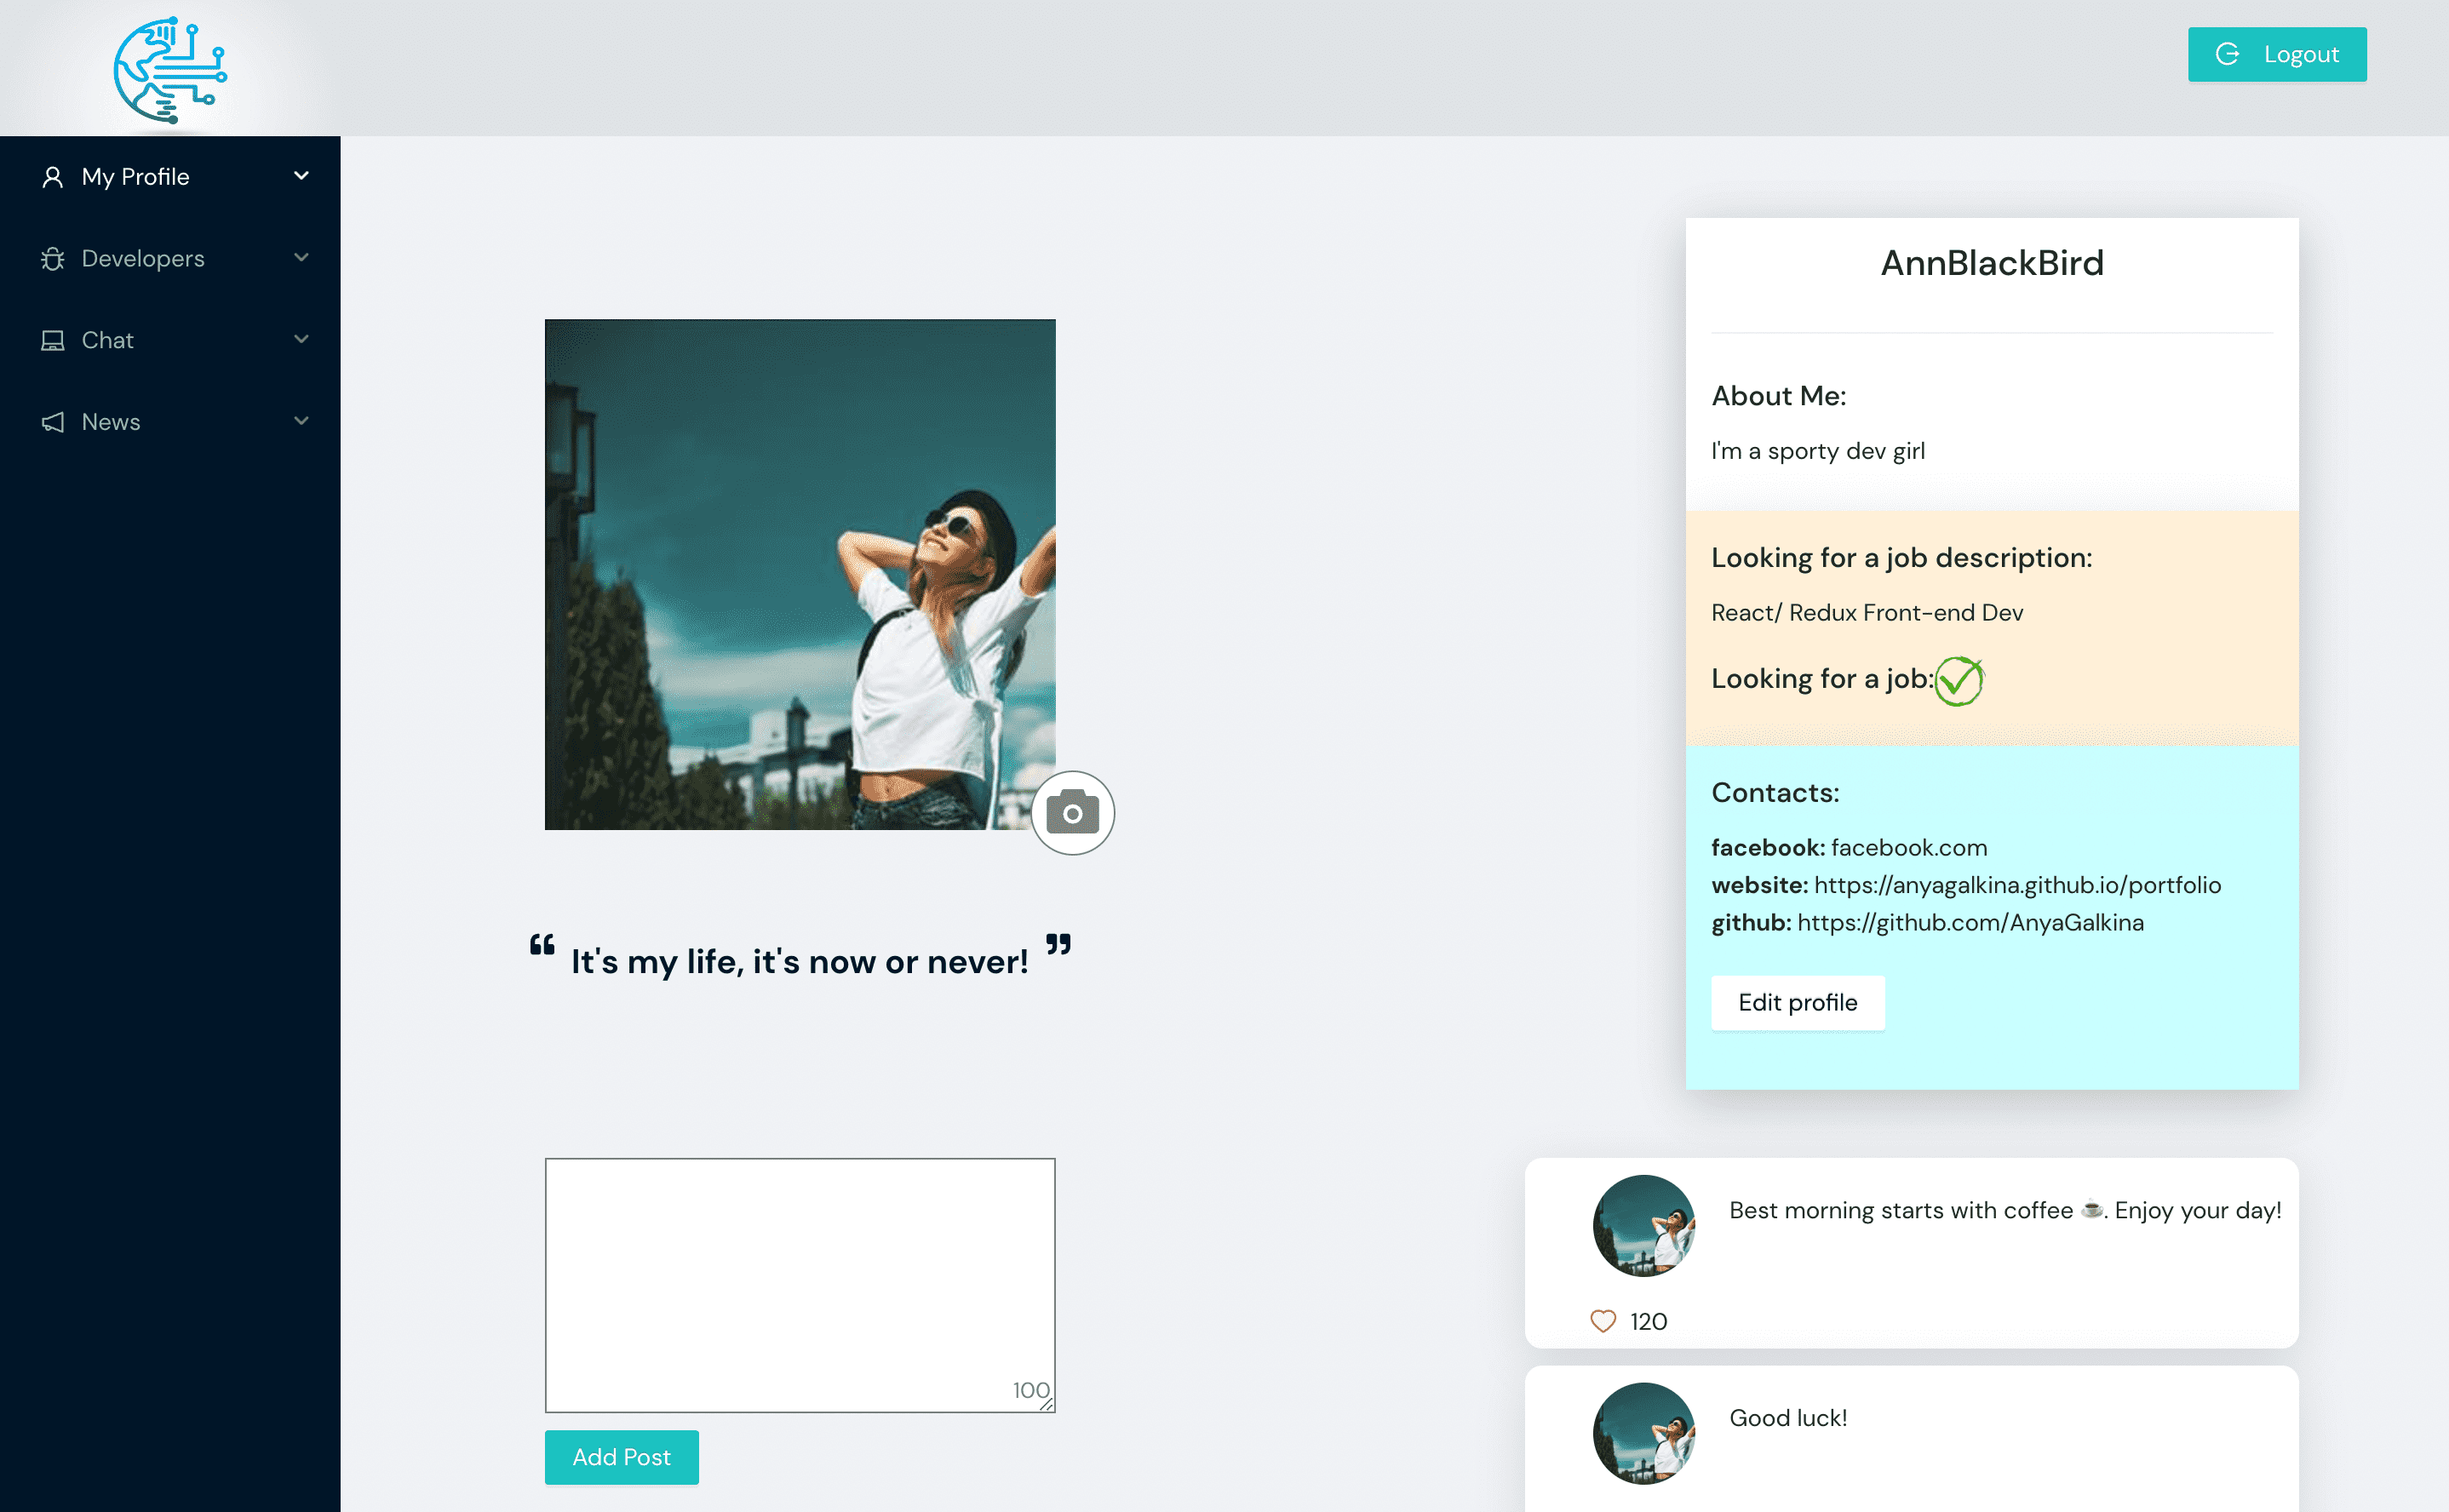 Logout
My Profile
Developers
Chat
News
“ It's my life, it's now or never! ”
100
Add Post
AnnBlackBird
About Me:
I'm a sporty dev girl
Looking for a job description:
React/ Redux Front-end Dev
Looking for a job:
Contacts:
facebook: facebook.com
website: https://anyagalkina.github.io/portfolio
github: https://github.com/AnyaGalkina
Edit profile
Best morning starts with coffee ☕. Enjoy your day!
120
Good luck!